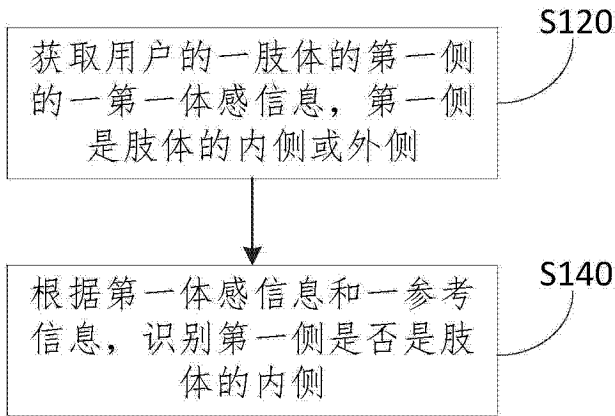 S120
获取用户的一肢体的第一侧
的一第一体感信息，第一侧
是肢体的内侧或外侧
S140
根据第一体感信息和一参考
信息，识别第一侧是否是肢
体的内侧